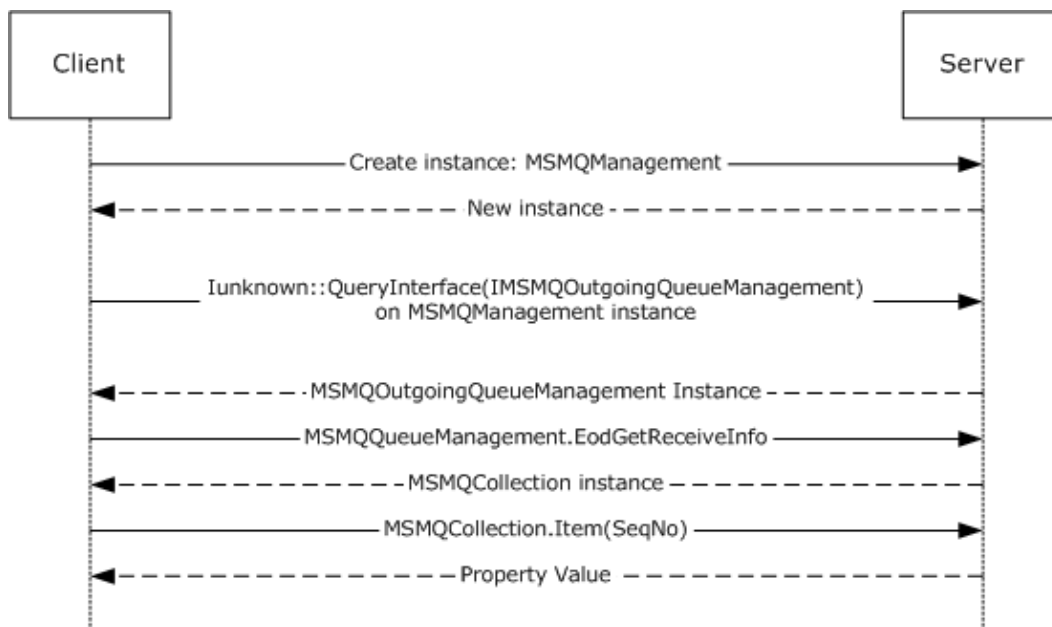 Client
Server
Create instance: MSMQManagement
New instance
Iunknown::QueryInterface(IMSMQOutgoingQueueManagement)
on MSMQManagement instance
MSMQOutgoingQueueManagement Instance
MSMQQueueManagement.EodGetReceiveInfo
MSMQCollection instance
MSMQCollection.Item(SeqNo)
Property Value